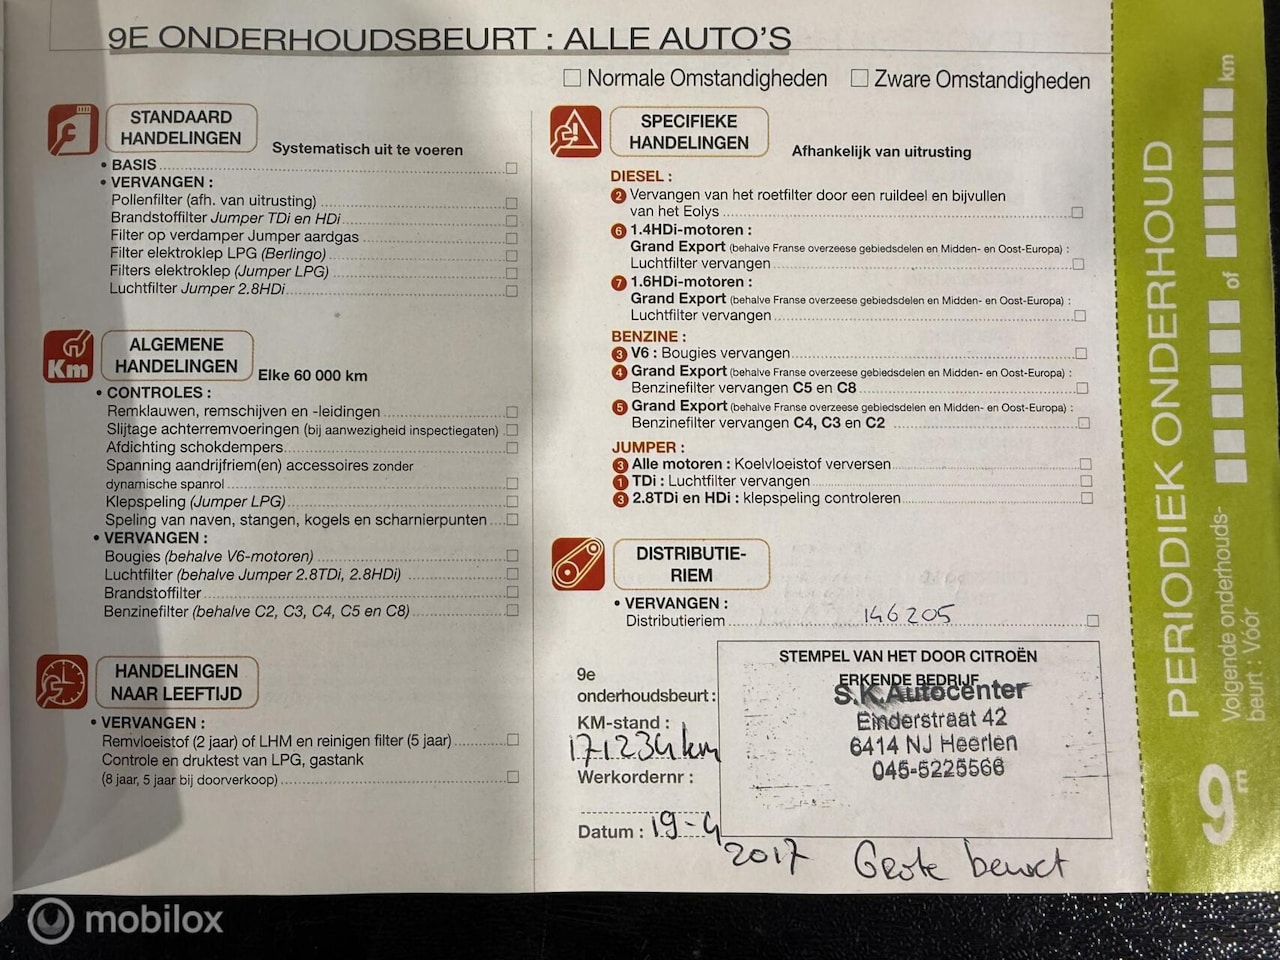 9E ONDERHOUDSBEURT : ALLE AUTO'S
☐ Normale Omstandigheden ☐ Zware Omstandigheden
STANDAARD
HANDELINGEN
Systematisch uit te voeren
• BASIS
• VERVANGEN :
Pollenfilter (afh. van uitrusting)
Brandstoffilter Jumper TDi en HDi
Filter op verdamper Jumper aardgas
Filter elektroklep LPG (Berlingo)
Filters elektroklep (Jumper LPG)
Luchtfilter Jumper 2.8HDi
Km
ALGEMENE
HANDELINGEN
Elke 60 000 km
• CONTROLES :
Remklauwen, remschijven en -leidingen
Slijtage achterremvoeringen (bij aanwezigheid inspectiegaten)
Afdichting schokdempers
Spanning aandrijfriem(en) accessoires zonder
dynamische spanrol
Klepspeling (Jumper LPG)
Speling van naven, stangen, kogels en scharnierpunten
• VERVANGEN :
Bougies (behalve V6-motoren)
Luchtfilter (behalve Jumper 2.8TDi, 2.8HDi)
Brandstoffilter
Benzinefilter (behalve C2, C3, C4, C5 en C8)
HANDELINGEN
NAAR LEEFTIJD
• VERVANGEN :
Remvloeistof (2 jaar) of LHM en reinigen filter (5 jaar)
Controle en druktest van LPG, gastank
(8 jaar, 5 jaar bij doorverkoop)
SPECIFIEKE
HANDELINGEN
Afhankelijk van uitrusting
DIESEL :
2 Vervangen van het roetfilter door een ruildeel en bijvullen
van het Eolys
6 1.4HDi-motoren :
Grand Export (behalve Franse overzeese gebiedsdelen en Midden- en Oost-Europa) :
Luchtfilter vervangen
7 1.6HDi-motoren :
Grand Export (behalve Franse overzeese gebiedsdelen en Midden- en Oost-Europa) :
Luchtfilter vervangen
BENZINE :
3 V6 : Bougies vervangen
4 Grand Export (behalve Franse overzeese gebiedsdelen en Midden- en Oost-Europa) :
Benzinefilter vervangen C5 en C8
5 Grand Export (behalve Franse overzeese gebiedsdelen en Midden- en Oost-Europa) :
Benzinefilter vervangen C4, C3 en C2
JUMPER :
3 Alle motoren : Koelvloeistof verversen
1 TDi : Luchtfilter vervangen
3 2.8TDi en HDi : klepspeling controleren
DISTRIBUTIE-
RIEM
• VERVANGEN :
Distributieriem 146205
9e
onderhoudsbeurt :
KM-stand :
171234 km
Werkordernr :
Datum : 19-4
2017 Grote beurt
STEMPEL VAN HET DOOR CITROËN
ERKENDE BEDRIJF
S.K.Autocenter
Einderstraat 42
6414 NJ Heerlen
045-5225566
PERIODIEK ONDERHOUD
9E
Volgende onderhouds-
beurt : Vóór
of
km
mobilox